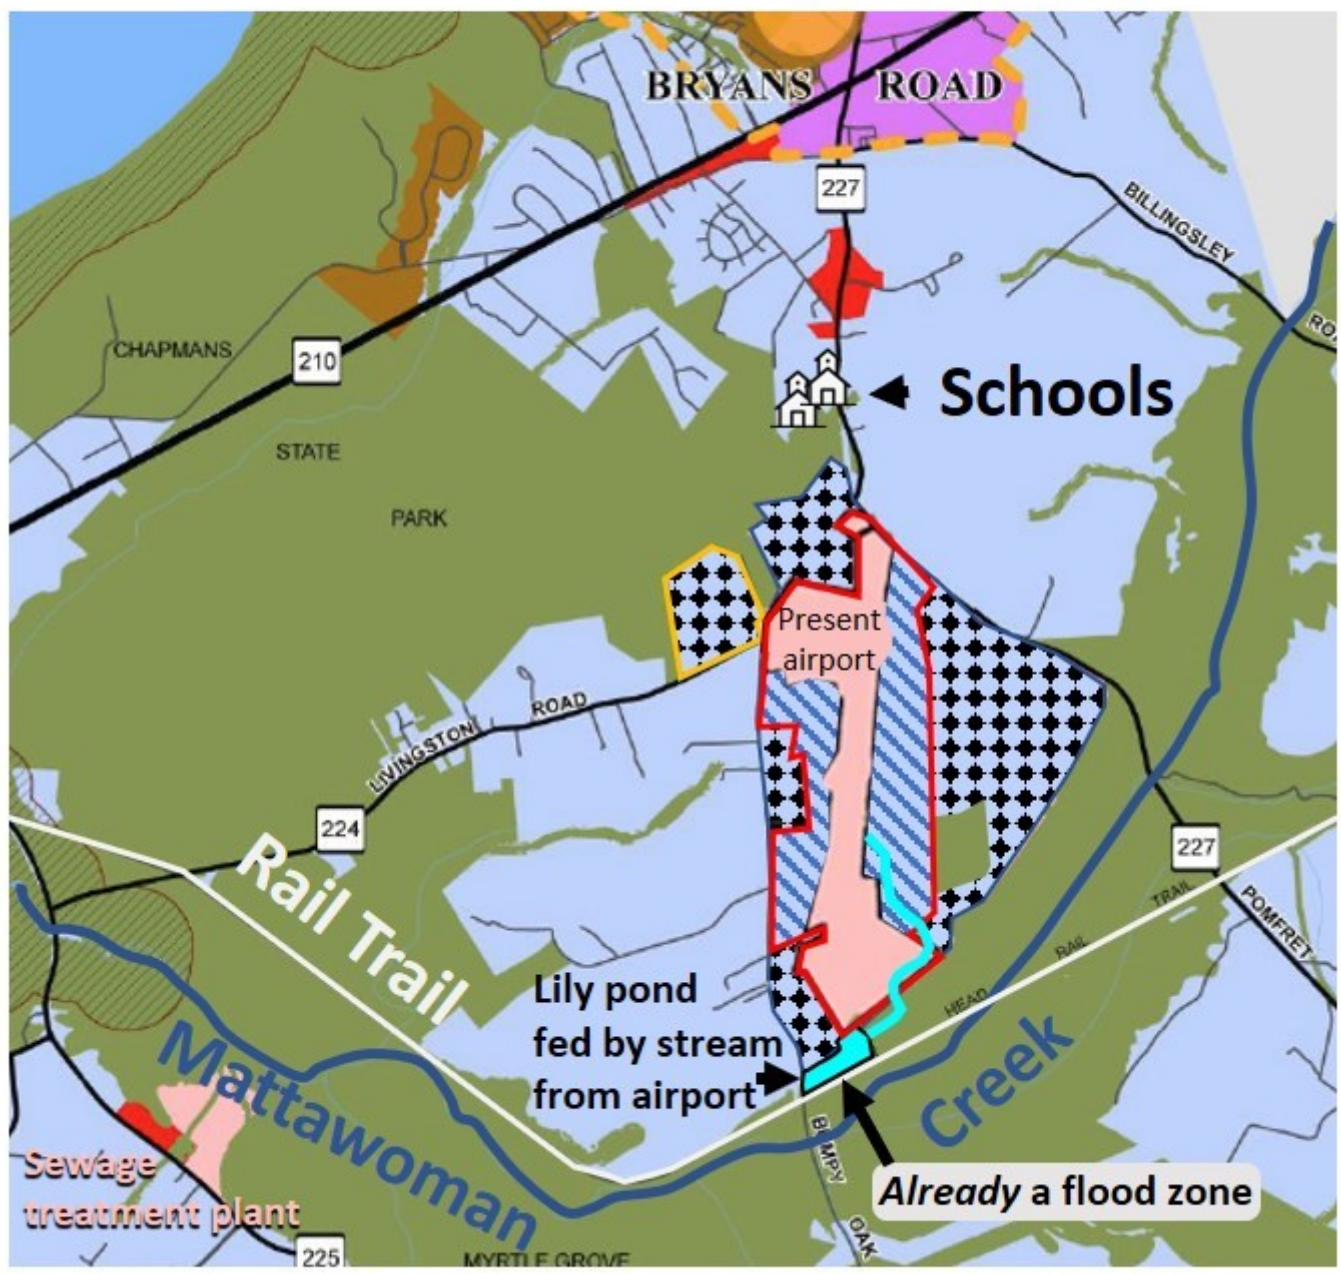 BRYANS ROAD
227
BILLINGSLEY
CHAPMANS
210
Schools
STATE
PARK
Present
airport
ROAD
LIVINGSTON
224
227
Rail Trail
TRAIL
POMFRET
RAIL
HEAD
Lily pond
fed by stream
from airport
Mattawoman
Creek
BUMPY
OAK
Already a flood zone
Sewage
treatment plant
225
MYRTLE GROVE